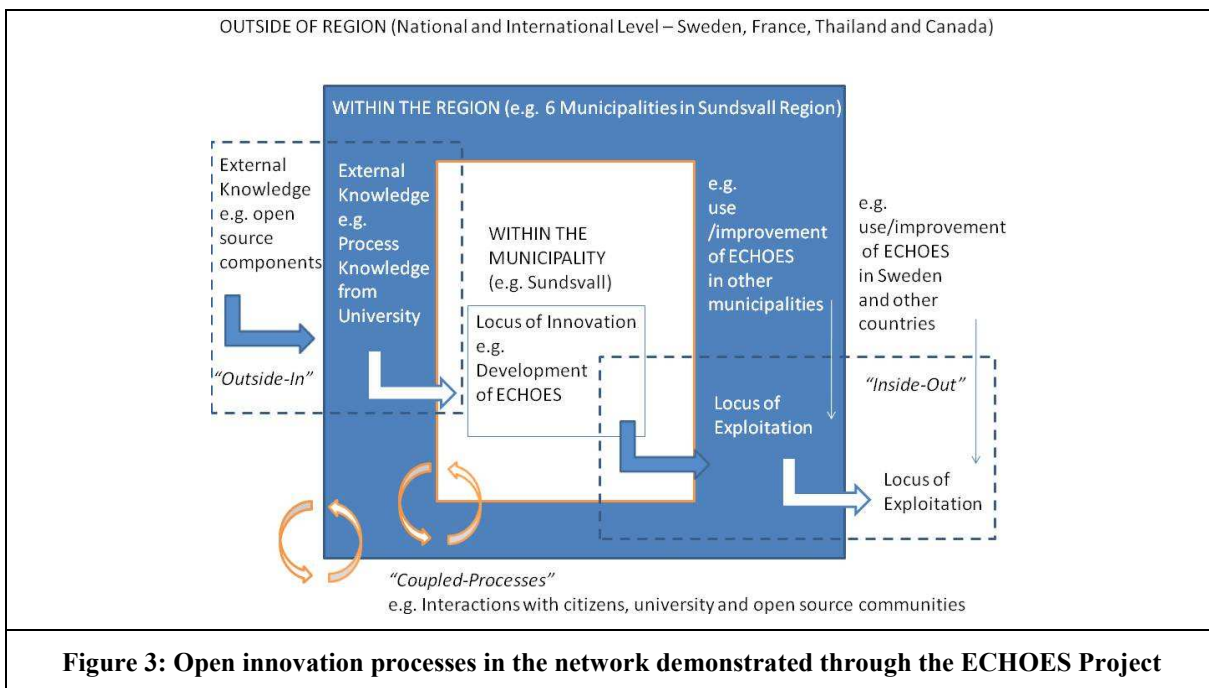 OUTSIDE OF REGION (National and International Level – Sweden, France, Thailand and Canada)
WITHIN THE REGION (e.g. 6 Municipalities in Sundsvall Region)
External
Knowledge
e.g. open
source
components
"Outside-In"
External
Knowledge
e.g.
Process
Knowledge
from
University
WITHIN THE
MUNICIPALITY
(e.g. Sundsvall)
Locus of Innovation
e.g.
Development
of ECHOES
e.g.
use
/improvement
of ECHOES
in other
municipalities
Locus of
Exploitation
e.g.
use/improvement
of ECHOES
in Sweden
and other
countries
"Inside-Out"
Locus of
Exploitation
"Coupled-Processes"
e.g. Interactions with citizens, university and open source communities
Figure 3: Open innovation processes in the network demonstrated through the ECHOES Project